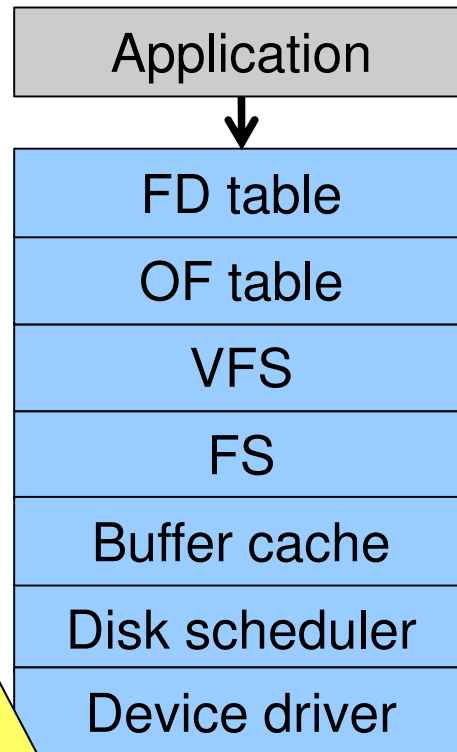 Application
FD table
OF table
VFS
FS
Buffer cache
Disk scheduler
Device driver